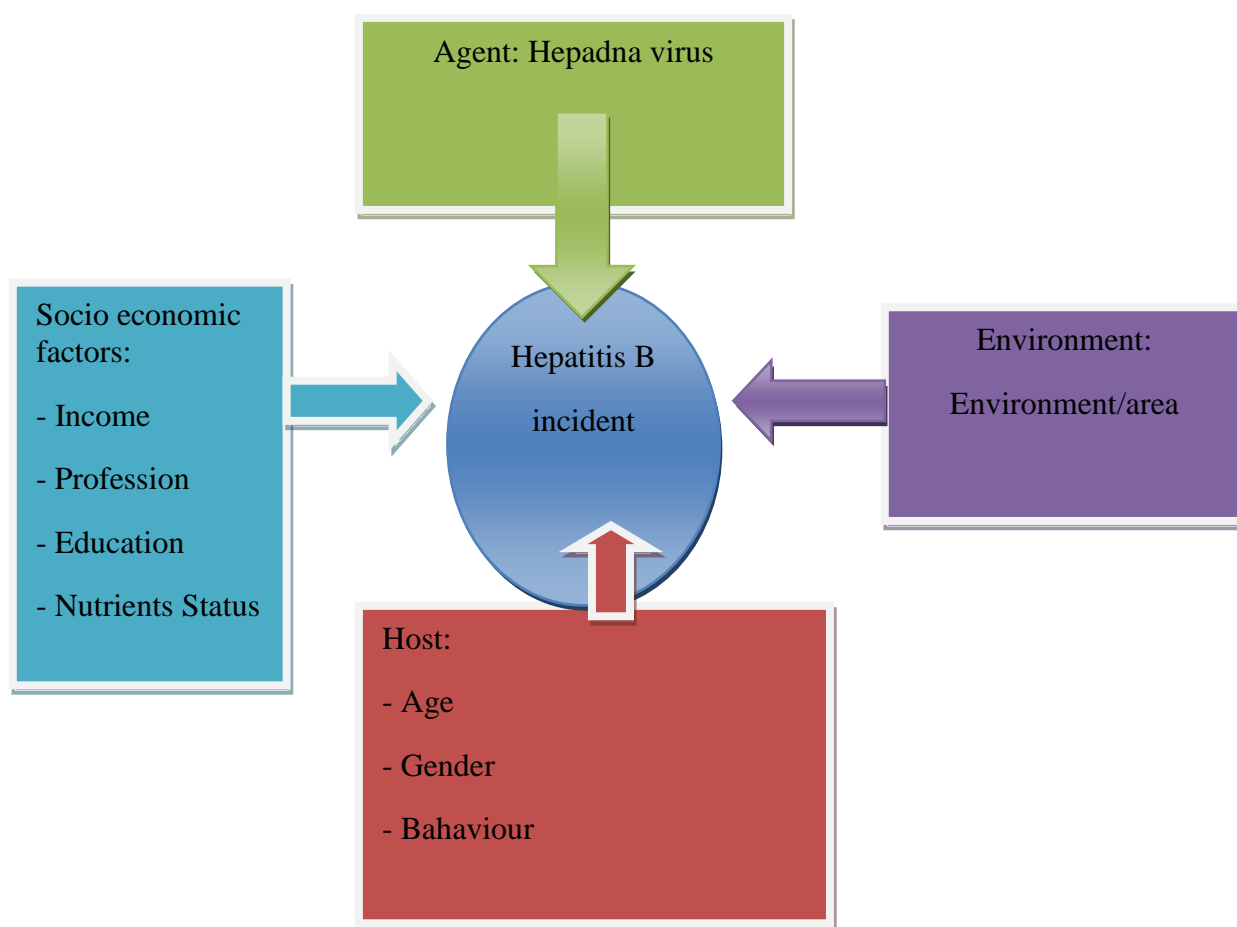 Agent: Hepadna virus
Socio economic
factors:
- Income
- Profession
- Education
- Nutrients Status
Hepatitis B
incident
Environment:
Environment/area
Host:
- Age
- Gender
- Bahaviour